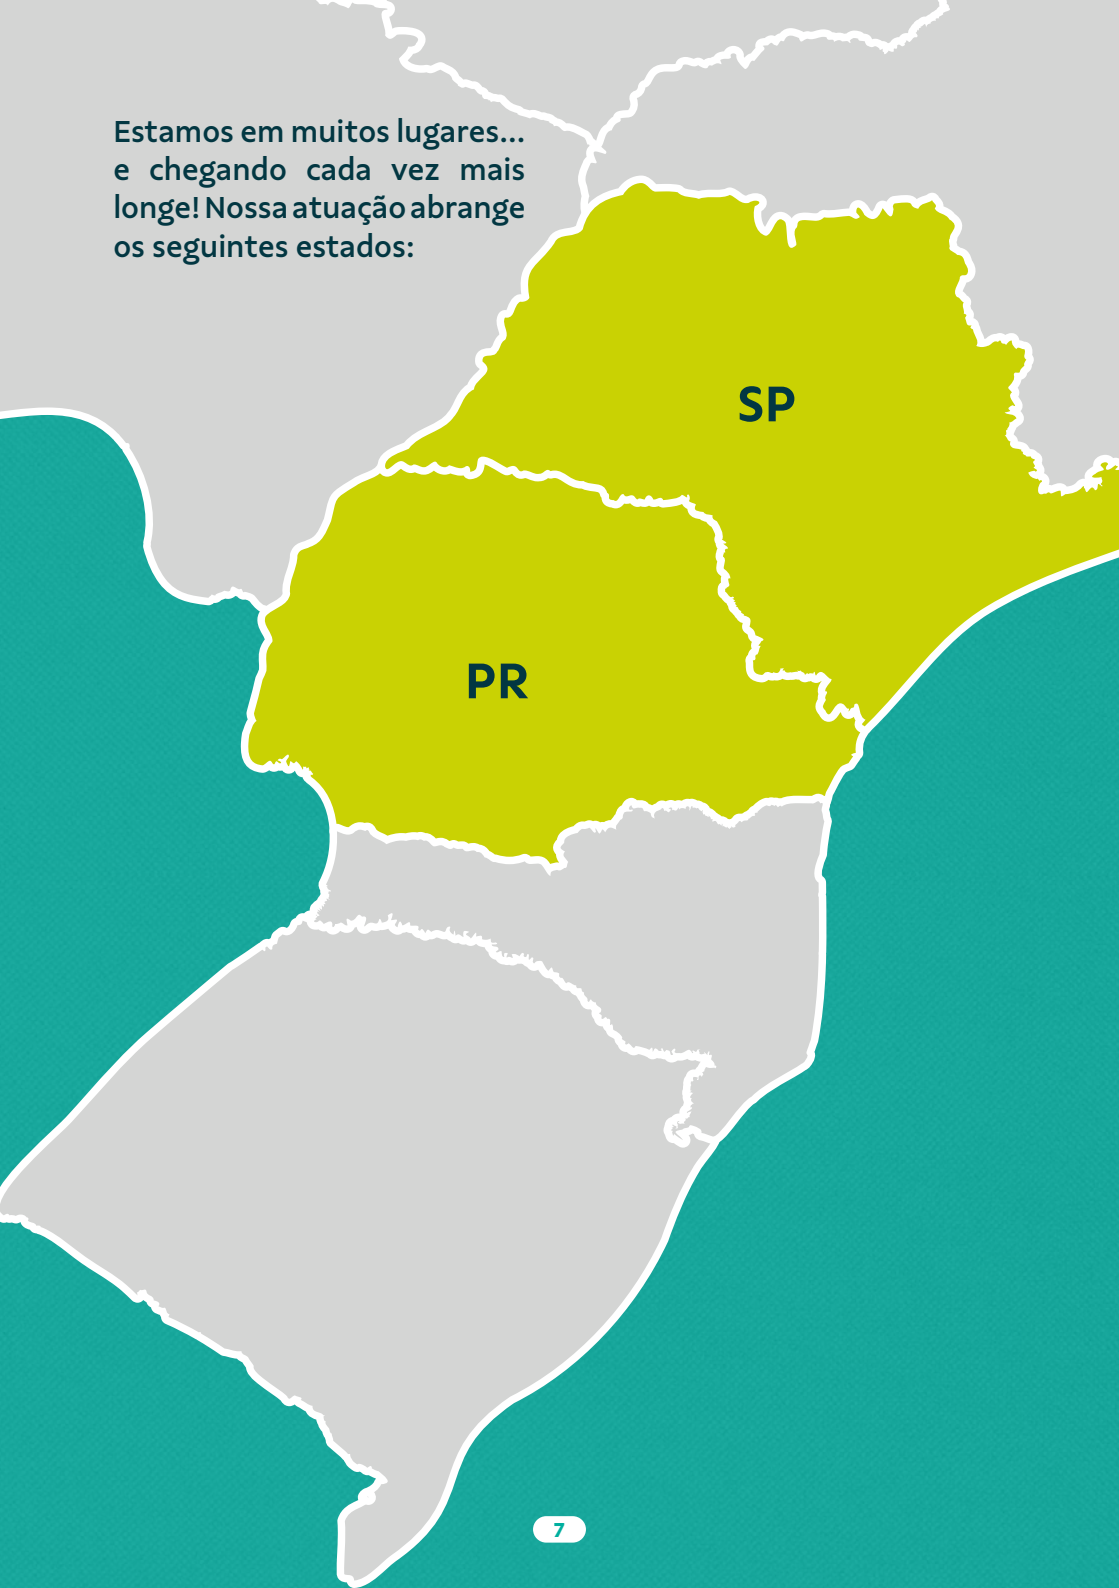 Estamos em muitos lugares...
e chegando cada vez mais
longe! Nossa atuação abrange
os seguintes estados:
SP
PR
7